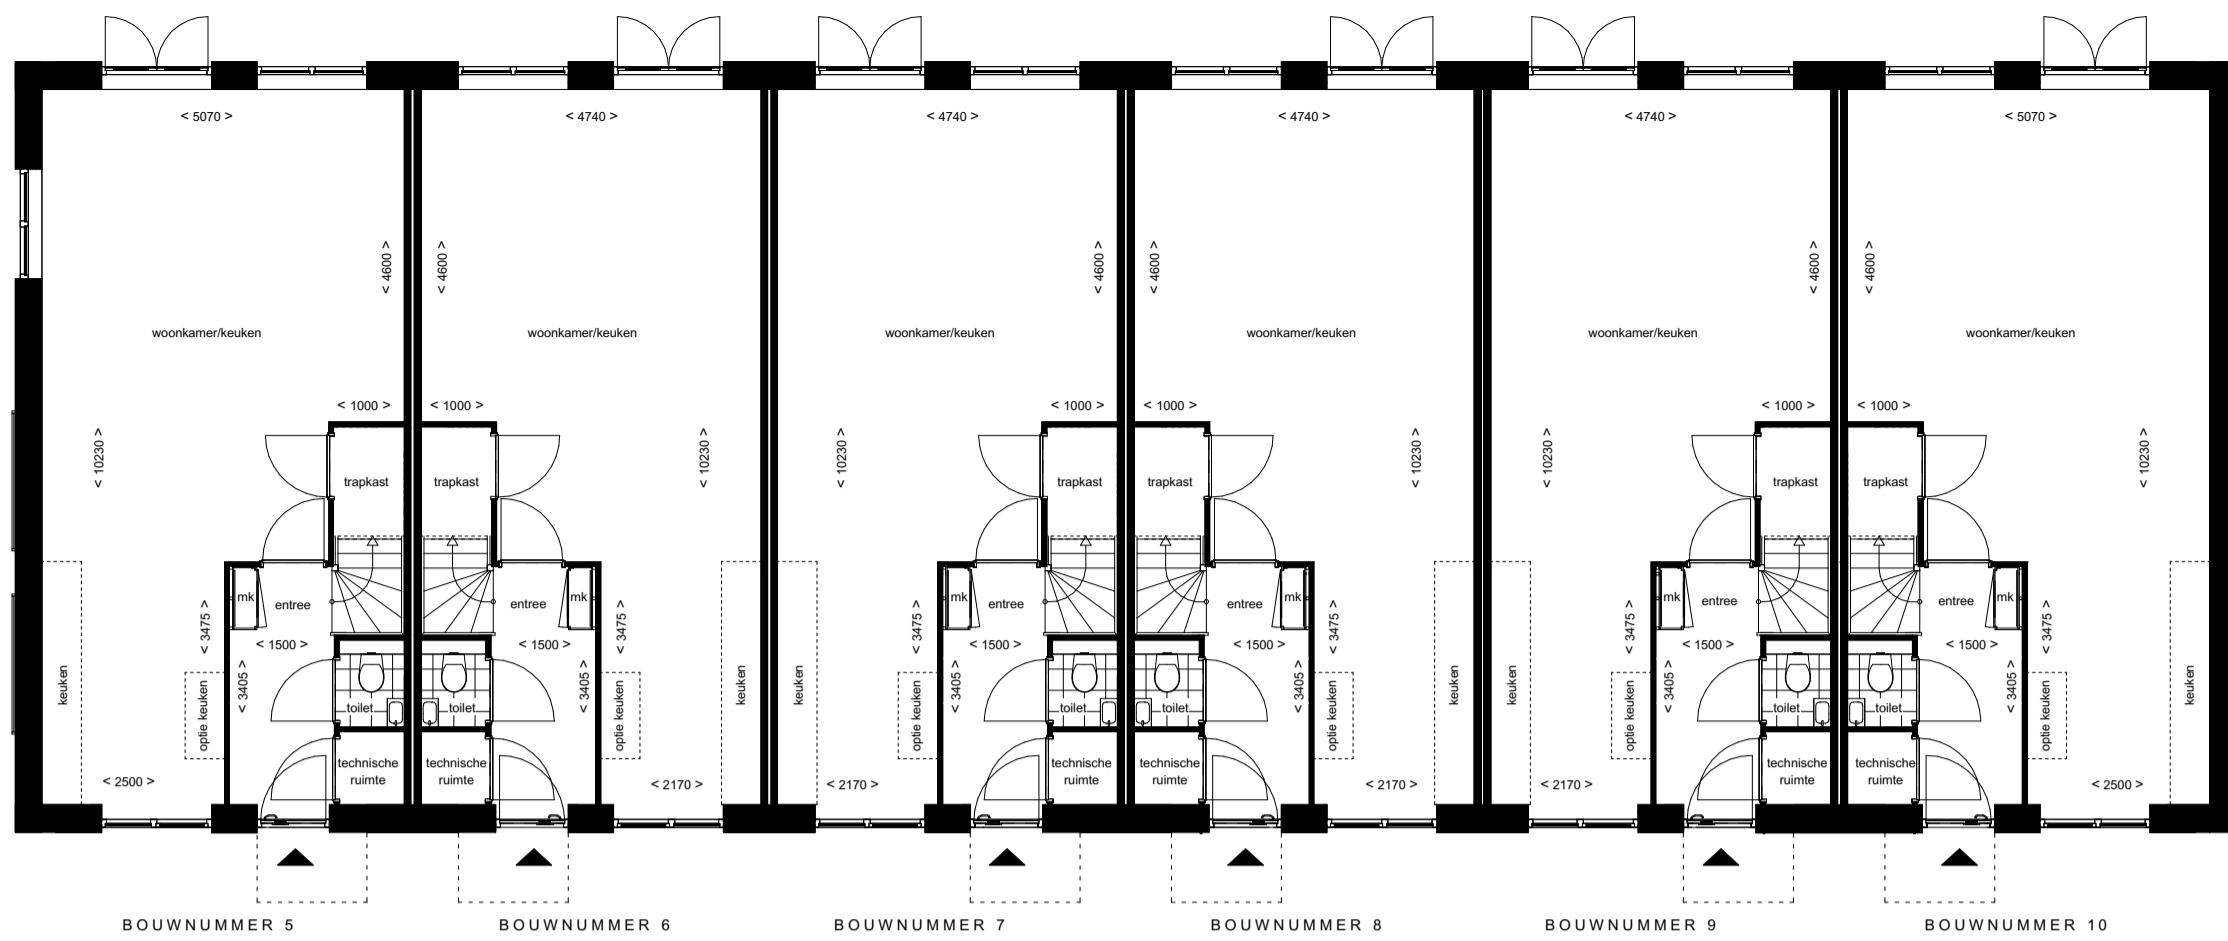 < 5070 > < 4740 > < 4740 > < 4740 > < 4740 > < 5070 >
< 4600 > < 4600 > < 4600 > < 4600 > < 4600 > < 4600 >
woonkamer/keuken woonkamer/keuken woonkamer/keuken woonkamer/keuken woonkamer/keuken woonkamer/keuken
< 1000 > < 1000 > < 1000 > < 1000 > < 1000 > < 1000 >
< 10230 > < 10230 > < 10230 > < 10230 > < 10230 > < 10230 >
trapkast trapkast trapkast trapkast trapkast trapkast
mk entree entree mk mk entree entree mk mk entree entree mk
< 3475 > < 3475 > < 3475 > < 3475 > < 3475 > < 3475 >
< 1500 > < 1500 > < 1500 > < 1500 > < 1500 > < 1500 >
keuken < 3405 > < 3405 > keuken keuken < 3405 > < 3405 > keuken keuken < 3405 > < 3405 > keuken
optie keuken toilet toilet optie keuken optie keuken toilet toilet optie keuken optie keuken toilet toilet optie keuken
technische technische technische technische technische technische
ruimte ruimte ruimte ruimte ruimte ruimte
< 2500 > < 2170 > < 2170 > < 2170 > < 2170 > < 2500 >
BOUWNUMMER 5 BOUWNUMMER 6 BOUWNUMMER 7 BOUWNUMMER 8 BOUWNUMMER 9 BOUWNUMMER 10